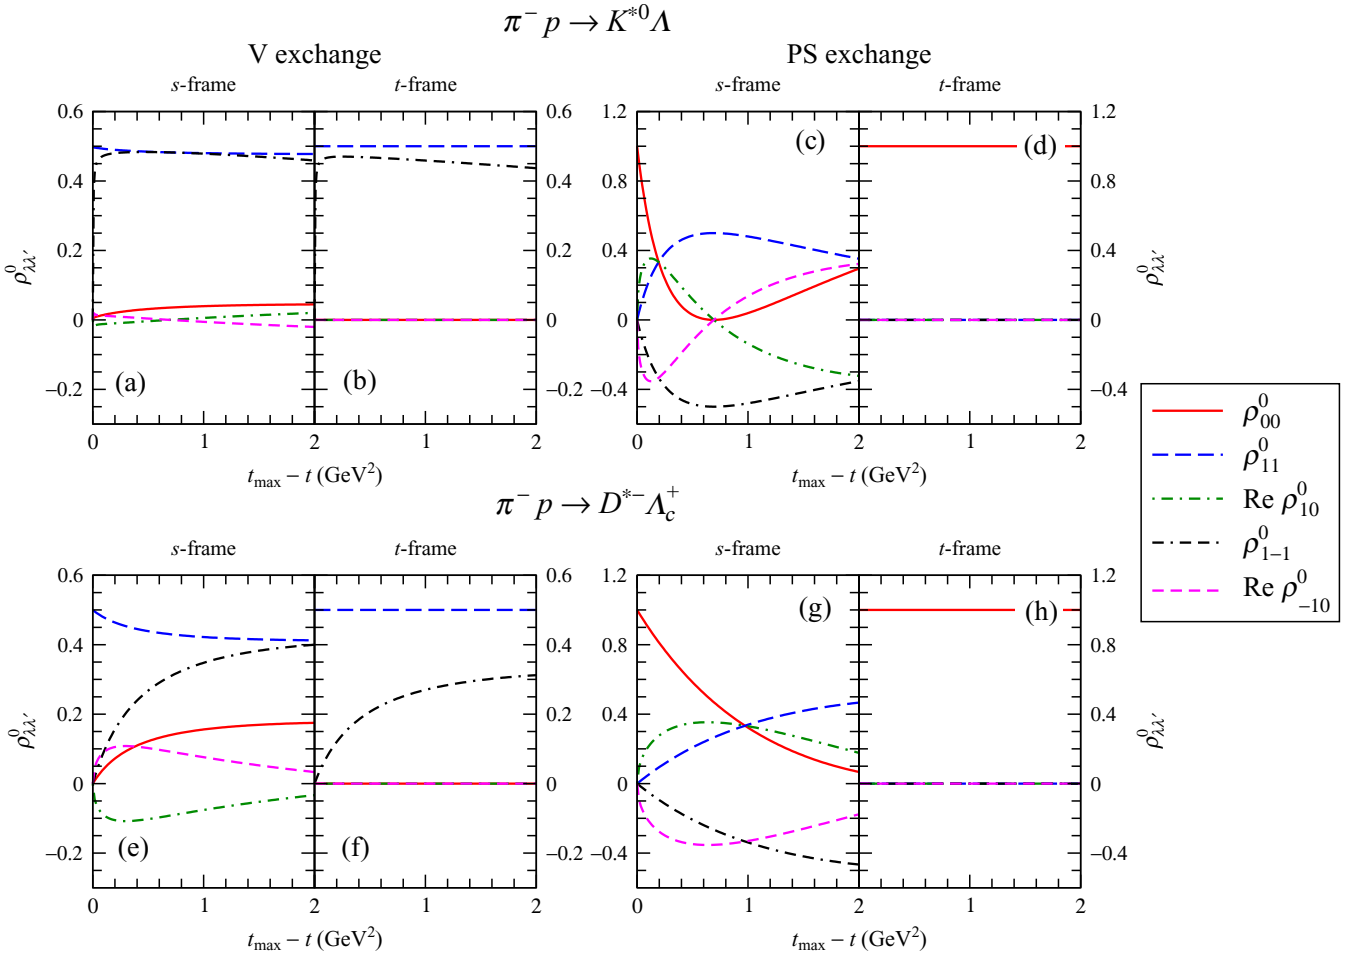 π⁻ p → K*⁰Λ
V exchange PS exchange
s-frame t-frame s-frame t-frame
0.6 0.6 1.2 1.2
(c) (d)
0.4 0.4 0.8 0.8
0.2 0.2 0.4 0.4
0 0 0 0
(a) (b)
−0.2 −0.2 −0.4 −0.4
ρ⁰λλ′ ρ⁰λλ′
0 1 2 1 2 0 1 2 1 2
t_max − t (GeV²) t_max − t (GeV²)
ρ⁰₀₀
ρ⁰₁₁
Re ρ⁰₁₀
ρ⁰₁₋₁
Re ρ⁰₋₁₀
π⁻ p → D*⁻Λ_c⁺
s-frame t-frame s-frame t-frame
0.6 0.6 1.2 1.2
(g) (h)
0.4 0.4 0.8 0.8
0.2 0.2 0.4 0.4
0 0 0 0
(e) (f)
−0.2 −0.2 −0.4 −0.4
ρ⁰λλ′ ρ⁰λλ′
0 1 2 1 2 0 1 2 1 2
t_max − t (GeV²) t_max − t (GeV²)